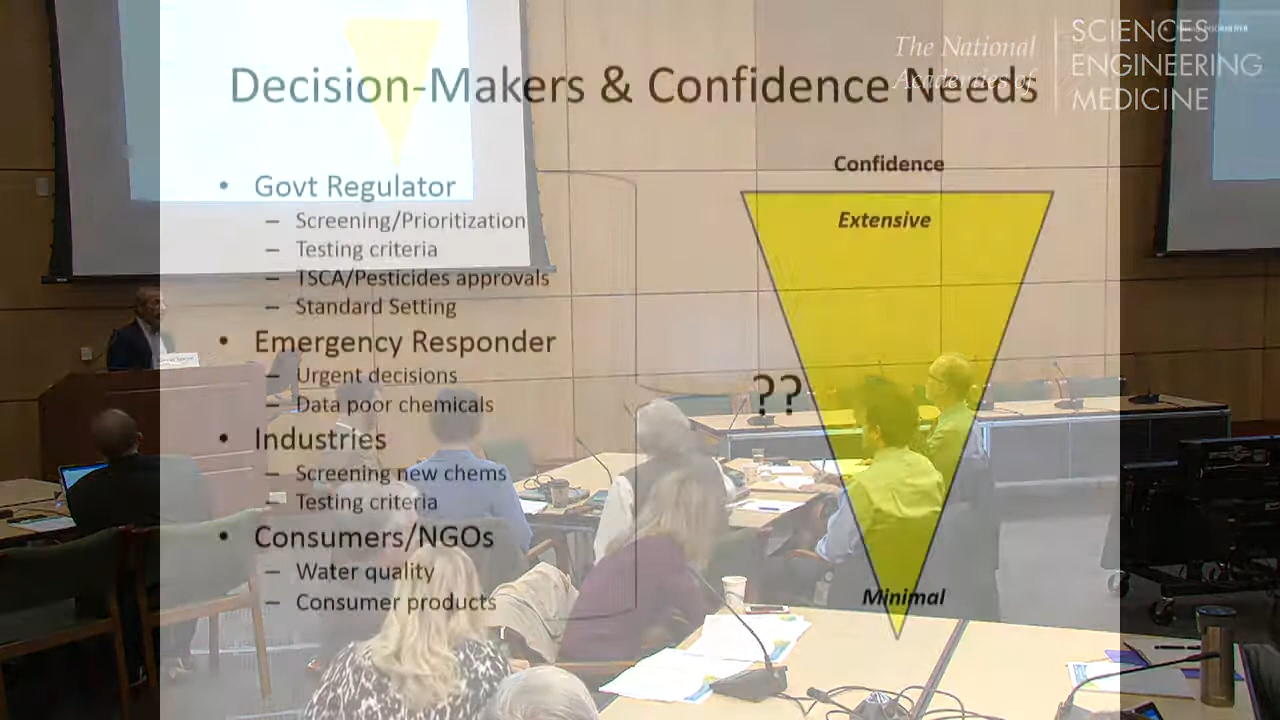 The National
Academies of
SCIENCES
ENGINEERING
MEDICINE
Decision-Makers & Confidence Needs
• Govt Regulator
– Screening/Prioritization
– Testing criteria
– TSCA/Pesticides approvals
– Standard Setting
• Emergency Responder
– Urgent decisions
– Data poor chemicals
• Industries
– Screening new chems
– Testing criteria
• Consumers/NGOs
– Water quality
– Consumer products
Confidence
Extensive
??
Minimal